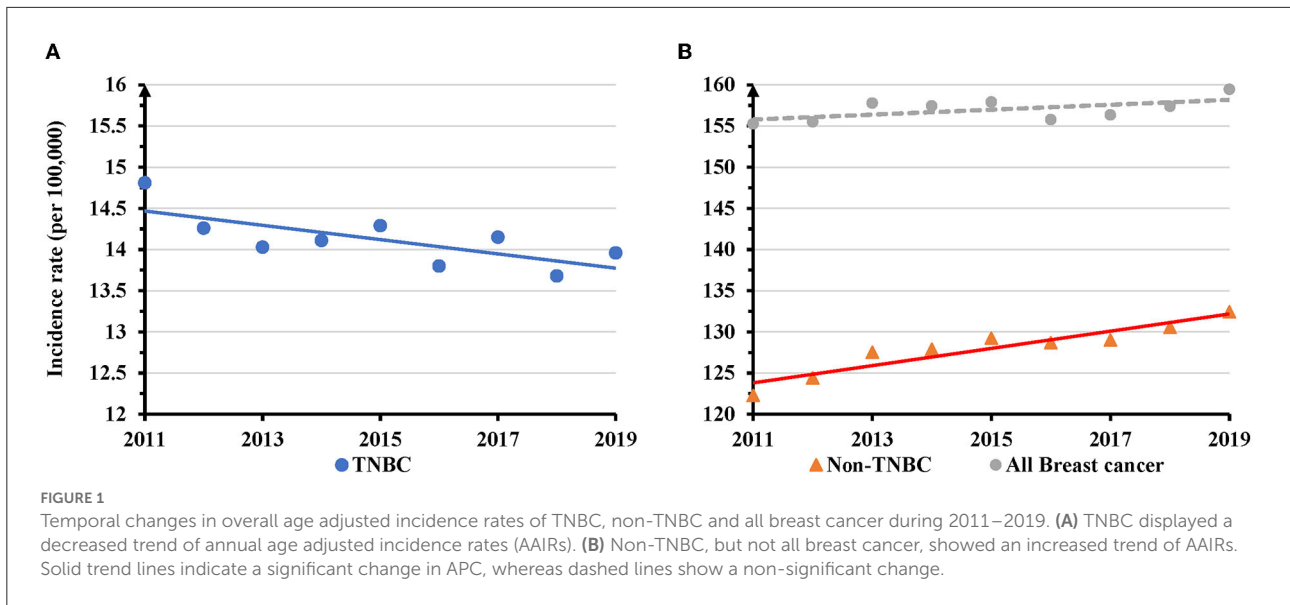 A
B
Incidence rate (per 100,000)
16
15.5
15
14.5
14
13.5
13
12.5
12
2011 2013 2015 2017 2019
TNBC
160
155
150
145
140
135
130
125
120
2011 2013 2015 2017 2019
Non-TNBC All Breast cancer
FIGURE 1
Temporal changes in overall age adjusted incidence rates of TNBC, non-TNBC and all breast cancer during 2011–2019. (A) TNBC displayed a
decreased trend of annual age adjusted incidence rates (AAIRs). (B) Non-TNBC, but not all breast cancer, showed an increased trend of AAIRs.
Solid trend lines indicate a significant change in APC, whereas dashed lines show a non-significant change.